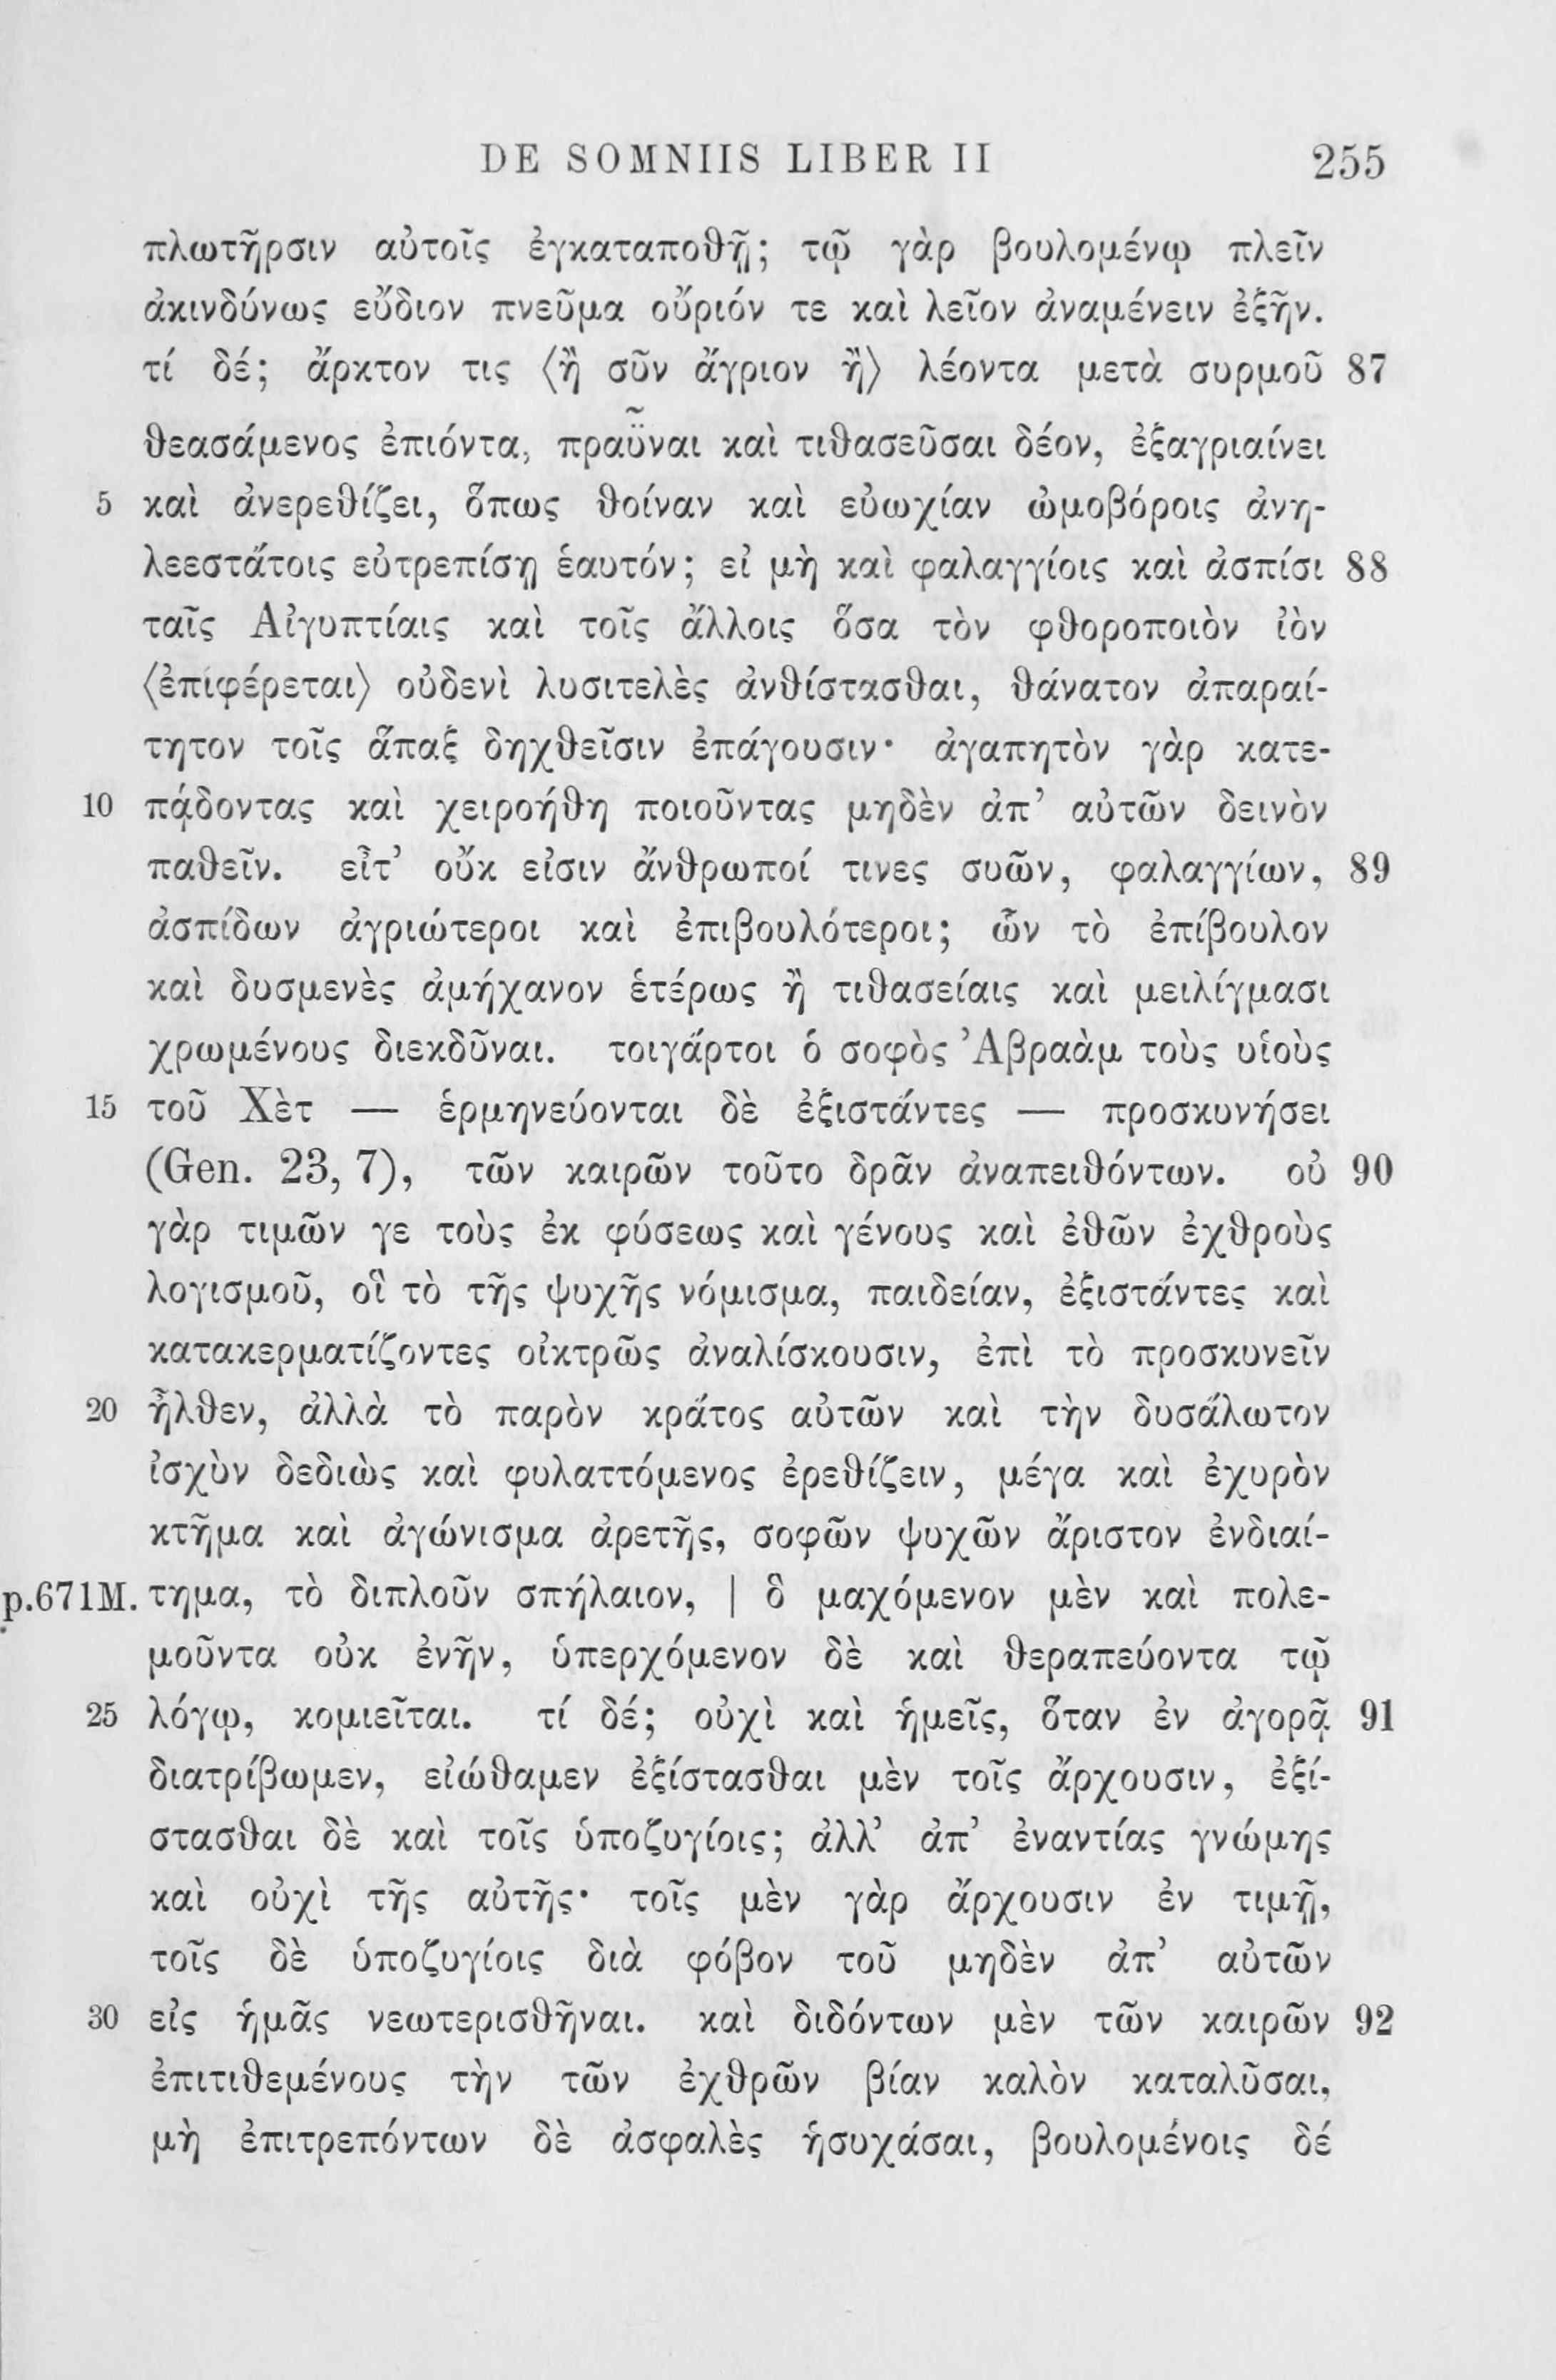 DE SOMNIIS LIBER II 255
πλωτῆρσιν αὐτοῖς ἐγκαταποθῇ; τῷ γὰρ βουλομένῳ πλεῖν
ἀκινδύνως εὔδιον πνεῦμα οὔριόν τε καὶ λεῖον ἀναμένειν ἐξῆν.
τί δέ; ἄρκτον τις ⟨ἢ σῦν ἄγριον ἢ⟩ λέοντα μετὰ συρμοῦ 87
θεασάμενος ἐπιόντα, πραῧναι καὶ τιθασεῦσαι δέον, ἐξαγριαίνει
5 καὶ ἀνερεθίζει, ὅπως θοίναν καὶ εὐωχίαν ὠμοβόροις ἀνη-
λεεστάτοις εὐτρεπίσῃ ἑαυτόν; εἰ μὴ καὶ φαλαγγίοις καὶ ἀσπίσι 88
ταῖς Αἰγυπτίαις καὶ τοῖς ἄλλοις ὅσα τὸν φθοροποιὸν ἰὸν
⟨ἐπιφέρεται⟩ οὐδενὶ λυσιτελὲς ἀνθίστασθαι, θάνατον ἀπαραί-
τητον τοῖς ἅπαξ δηχθεῖσιν ἐπάγουσιν· ἀγαπητὸν γὰρ κατε-
10 πᾴδοντας καὶ χειροήθη ποιοῦντας μηδὲν ἀπ’ αὐτῶν δεινὸν
παθεῖν. εἶτ’ οὔκ εἰσιν ἄνθρωποί τινες συῶν, φαλαγγίων, 89
ἀσπίδων ἀγριώτεροι καὶ ἐπιβουλότεροι; ὧν τὸ ἐπίβουλον
καὶ δυσμενὲς ἀμήχανον ἑτέρως ἢ τιθασείαις καὶ μειλίγμασι
χρωμένους διεκδῦναι. τοιγάρτοι ὁ σοφὸς Ἀβραὰμ τοὺς υἱοὺς
15 τοῦ Χὲτ — ἑρμηνεύονται δὲ ἐξιστάντες — προσκυνήσει
(Gen. 23, 7), τῶν καιρῶν τοῦτο δρᾶν ἀναπειθόντων. οὐ 90
γὰρ τιμῶν γε τοὺς ἐκ φύσεως καὶ γένους καὶ ἐθῶν ἐχθροὺς
λογισμοῦ, οἳ τὸ τῆς ψυχῆς νόμισμα, παιδείαν, ἐξιστάντες καὶ
κατακερματίζοντες οἰκτρῶς ἀναλίσκουσιν, ἐπὶ τὸ προσκυνεῖν
20 ἦλθεν, ἀλλὰ τὸ παρὸν κράτος αὐτῶν καὶ τὴν δυσάλωτον
ἰσχὺν δεδιὼς καὶ φυλαττόμενος ἐρεθίζειν, μέγα καὶ ἐχυρὸν
κτῆμα καὶ ἀγώνισμα ἀρετῆς, σοφῶν ψυχῶν ἄριστον ἐνδιαί-
p.671M. τημα, τὸ διπλοῦν σπήλαιον, | ὃ μαχόμενον μὲν καὶ πολε-
μοῦντα οὐκ ἐνῆν, ὑπερχόμενον δὲ καὶ θεραπεύοντα τῷ
25 λόγῳ, κομιεῖται. τί δέ; οὐχὶ καὶ ἡμεῖς, ὅταν ἐν ἀγορᾷ 91
διατρίβωμεν, εἰώθαμεν ἐξίστασθαι μὲν τοῖς ἄρχουσιν, ἐξί-
στασθαι δὲ καὶ τοῖς ὑποζυγίοις; ἀλλ’ ἀπ’ ἐναντίας γνώμης
καὶ οὐχὶ τῆς αὐτῆς· τοῖς μὲν γὰρ ἄρχουσιν ἐν τιμῇ,
τοῖς δὲ ὑποζυγίοις διὰ φόβον τοῦ μηδὲν ἀπ’ αὐτῶν
30 εἰς ἡμᾶς νεωτερισθῆναι. καὶ διδόντων μὲν τῶν καιρῶν 92
ἐπιτιθεμένους τὴν τῶν ἐχθρῶν βίαν καλὸν καταλῦσαι,
μὴ ἐπιτρεπόντων δὲ ἀσφαλὲς ἡσυχάσαι, βουλομένοις δέ